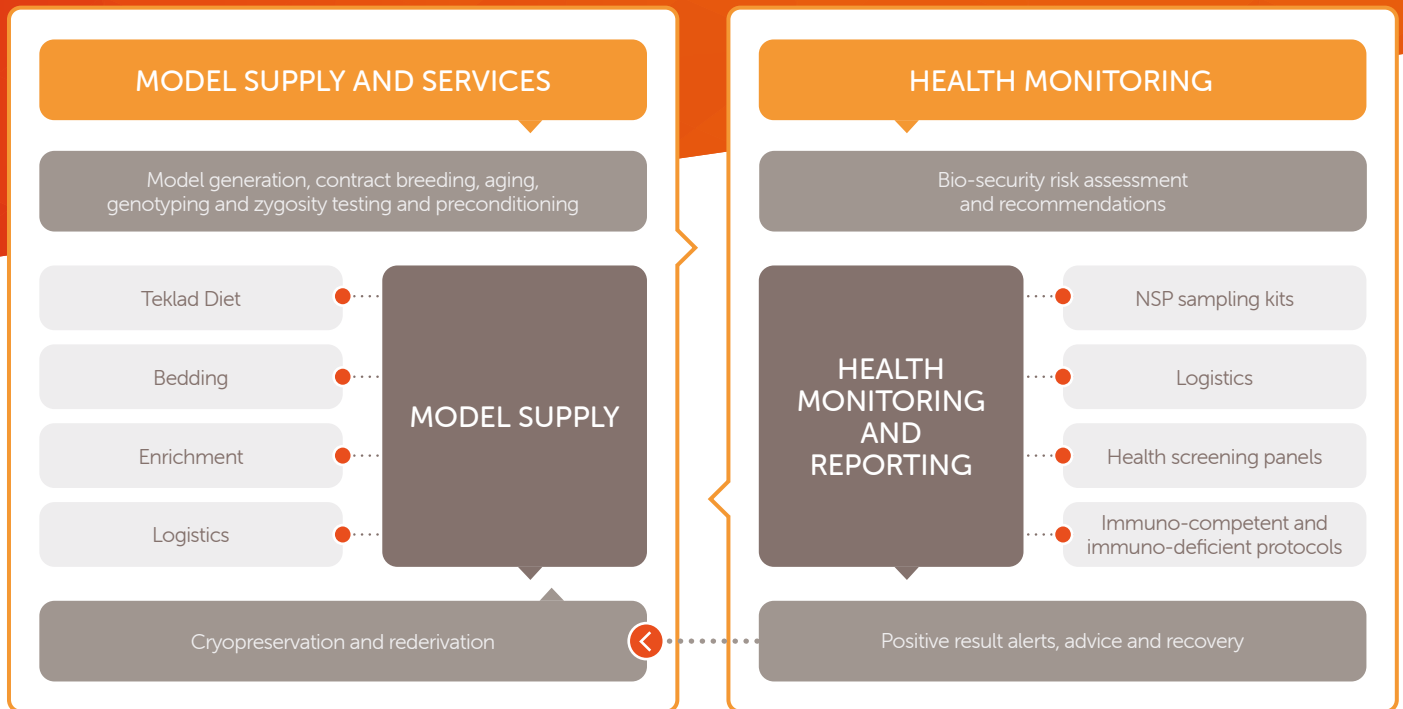 MODEL SUPPLY AND SERVICES
Model generation, contract breeding, aging,
genotyping and zygosity testing and preconditioning
Teklad Diet
Bedding
Enrichment
Logistics
MODEL SUPPLY
Cryopreservation and rederivation
HEALTH MONITORING
Bio-security risk assessment
and recommendations
HEALTH
MONITORING
AND
REPORTING
NSP sampling kits
Logistics
Health screening panels
Immuno-competent and
immuno-deficient protocols
Positive result alerts, advice and recovery